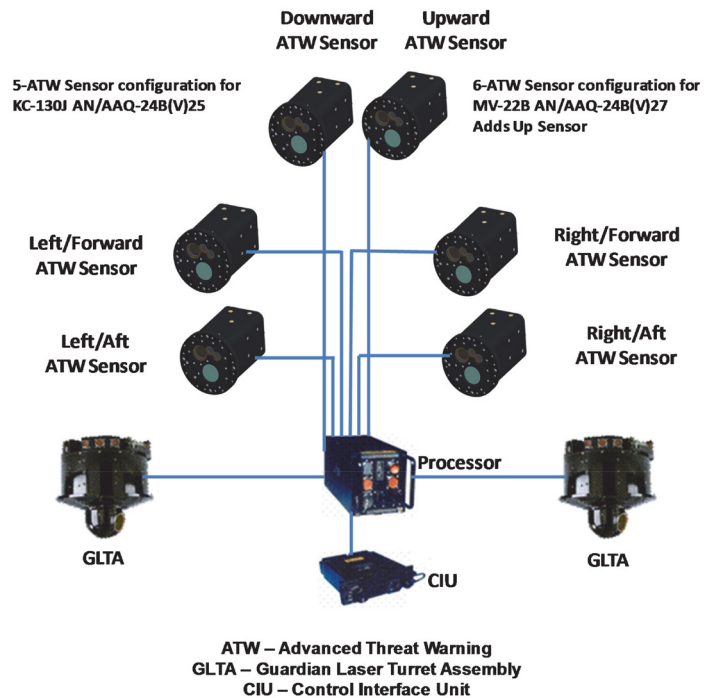 Downward
ATW Sensor
Upward
ATW Sensor
5-ATW Sensor configuration for
KC-130J AN/AAQ-24B(V)25
6-ATW Sensor configuration for
MV-22B AN/AAQ-24B(V)27
Adds Up Sensor
Left/Forward
ATW Sensor
Right/Forward
ATW Sensor
Left/Aft
ATW Sensor
Right/Aft
ATW Sensor
Processor
GLTA
GLTA
CIU
ATW – Advanced Threat Warning
GLTA – Guardian Laser Turret Assembly
CIU – Control Interface Unit